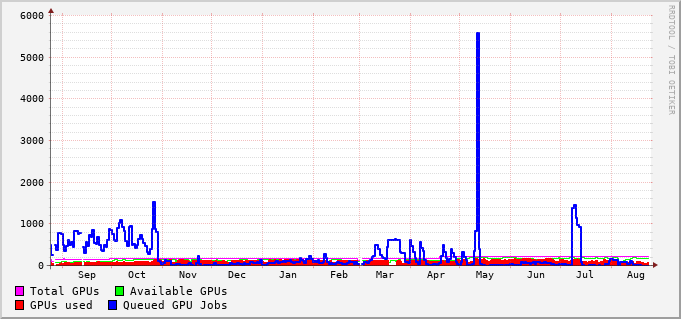 6000
5000
4000
3000
2000
1000
0
Sep Oct Nov Dec Jan Feb Mar Apr May Jun Jul Aug
Total GPUs Available GPUs
GPUs used Queued GPU Jobs
RRDTOOL / TOBI OETIKER